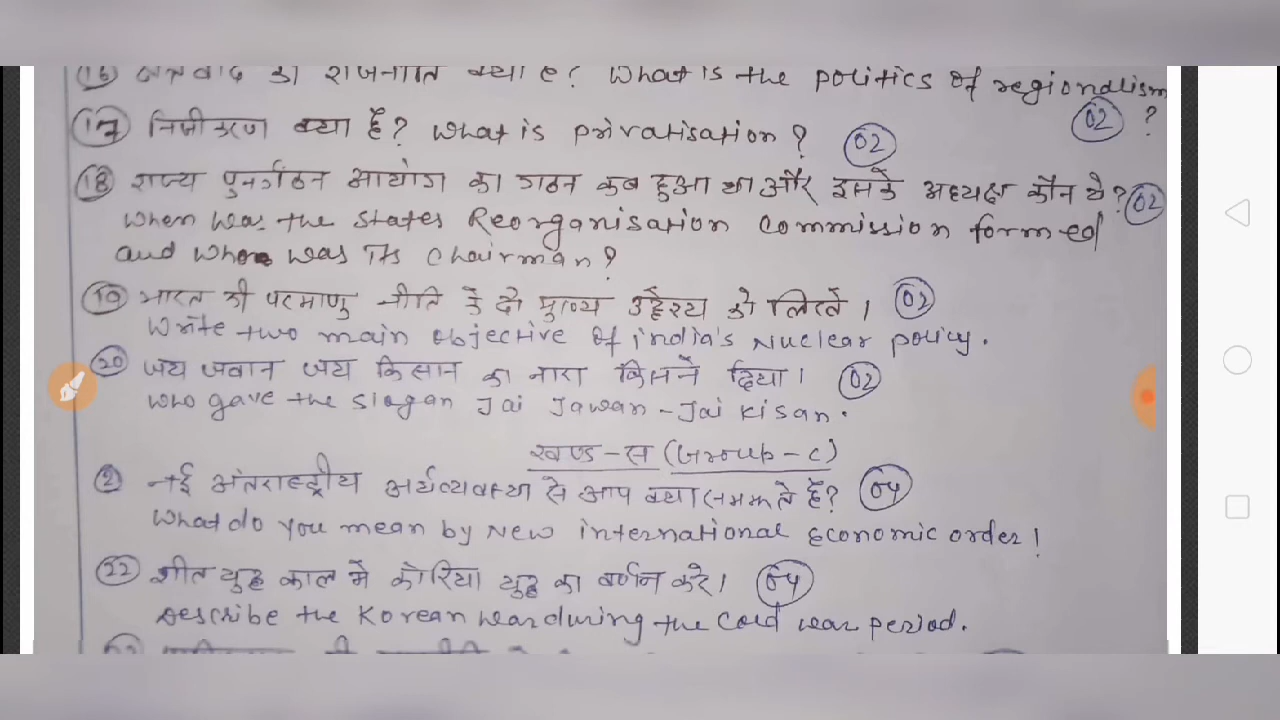 (16) क्षेत्रवाद की राजनीति क्या है? What is the politics of regionalism
02 ?
(17) निजीकरण क्या है? What is privatisation? 02
(18) राज्य पुनर्गठन आयोग का गठन कब हुआ था और इसके अध्यक्ष कौन थे? 02
When was the States Reorganisation Commission formed
and who was its Chairman?
(19) भारत की परमाणु नीति के दो मुख्य उद्देश्य को लिखें। 02
Write two main objective of india's Nuclear policy.
(20) जय जवान जय किसान का नारा किसने दिया। 02
Who gave the slogan Jai Jawan - Jai Kisan.
खण्ड-स (Group-C)
(2) नई अंतराष्ट्रीय अर्थव्यवस्था से आप क्या समझते हैं? 04
What do you mean by New international Economic order!
(22) शीत युद्ध काल में कोरिया युद्ध का वर्णन करे। 04
Describe the Korean war during the cold war period.